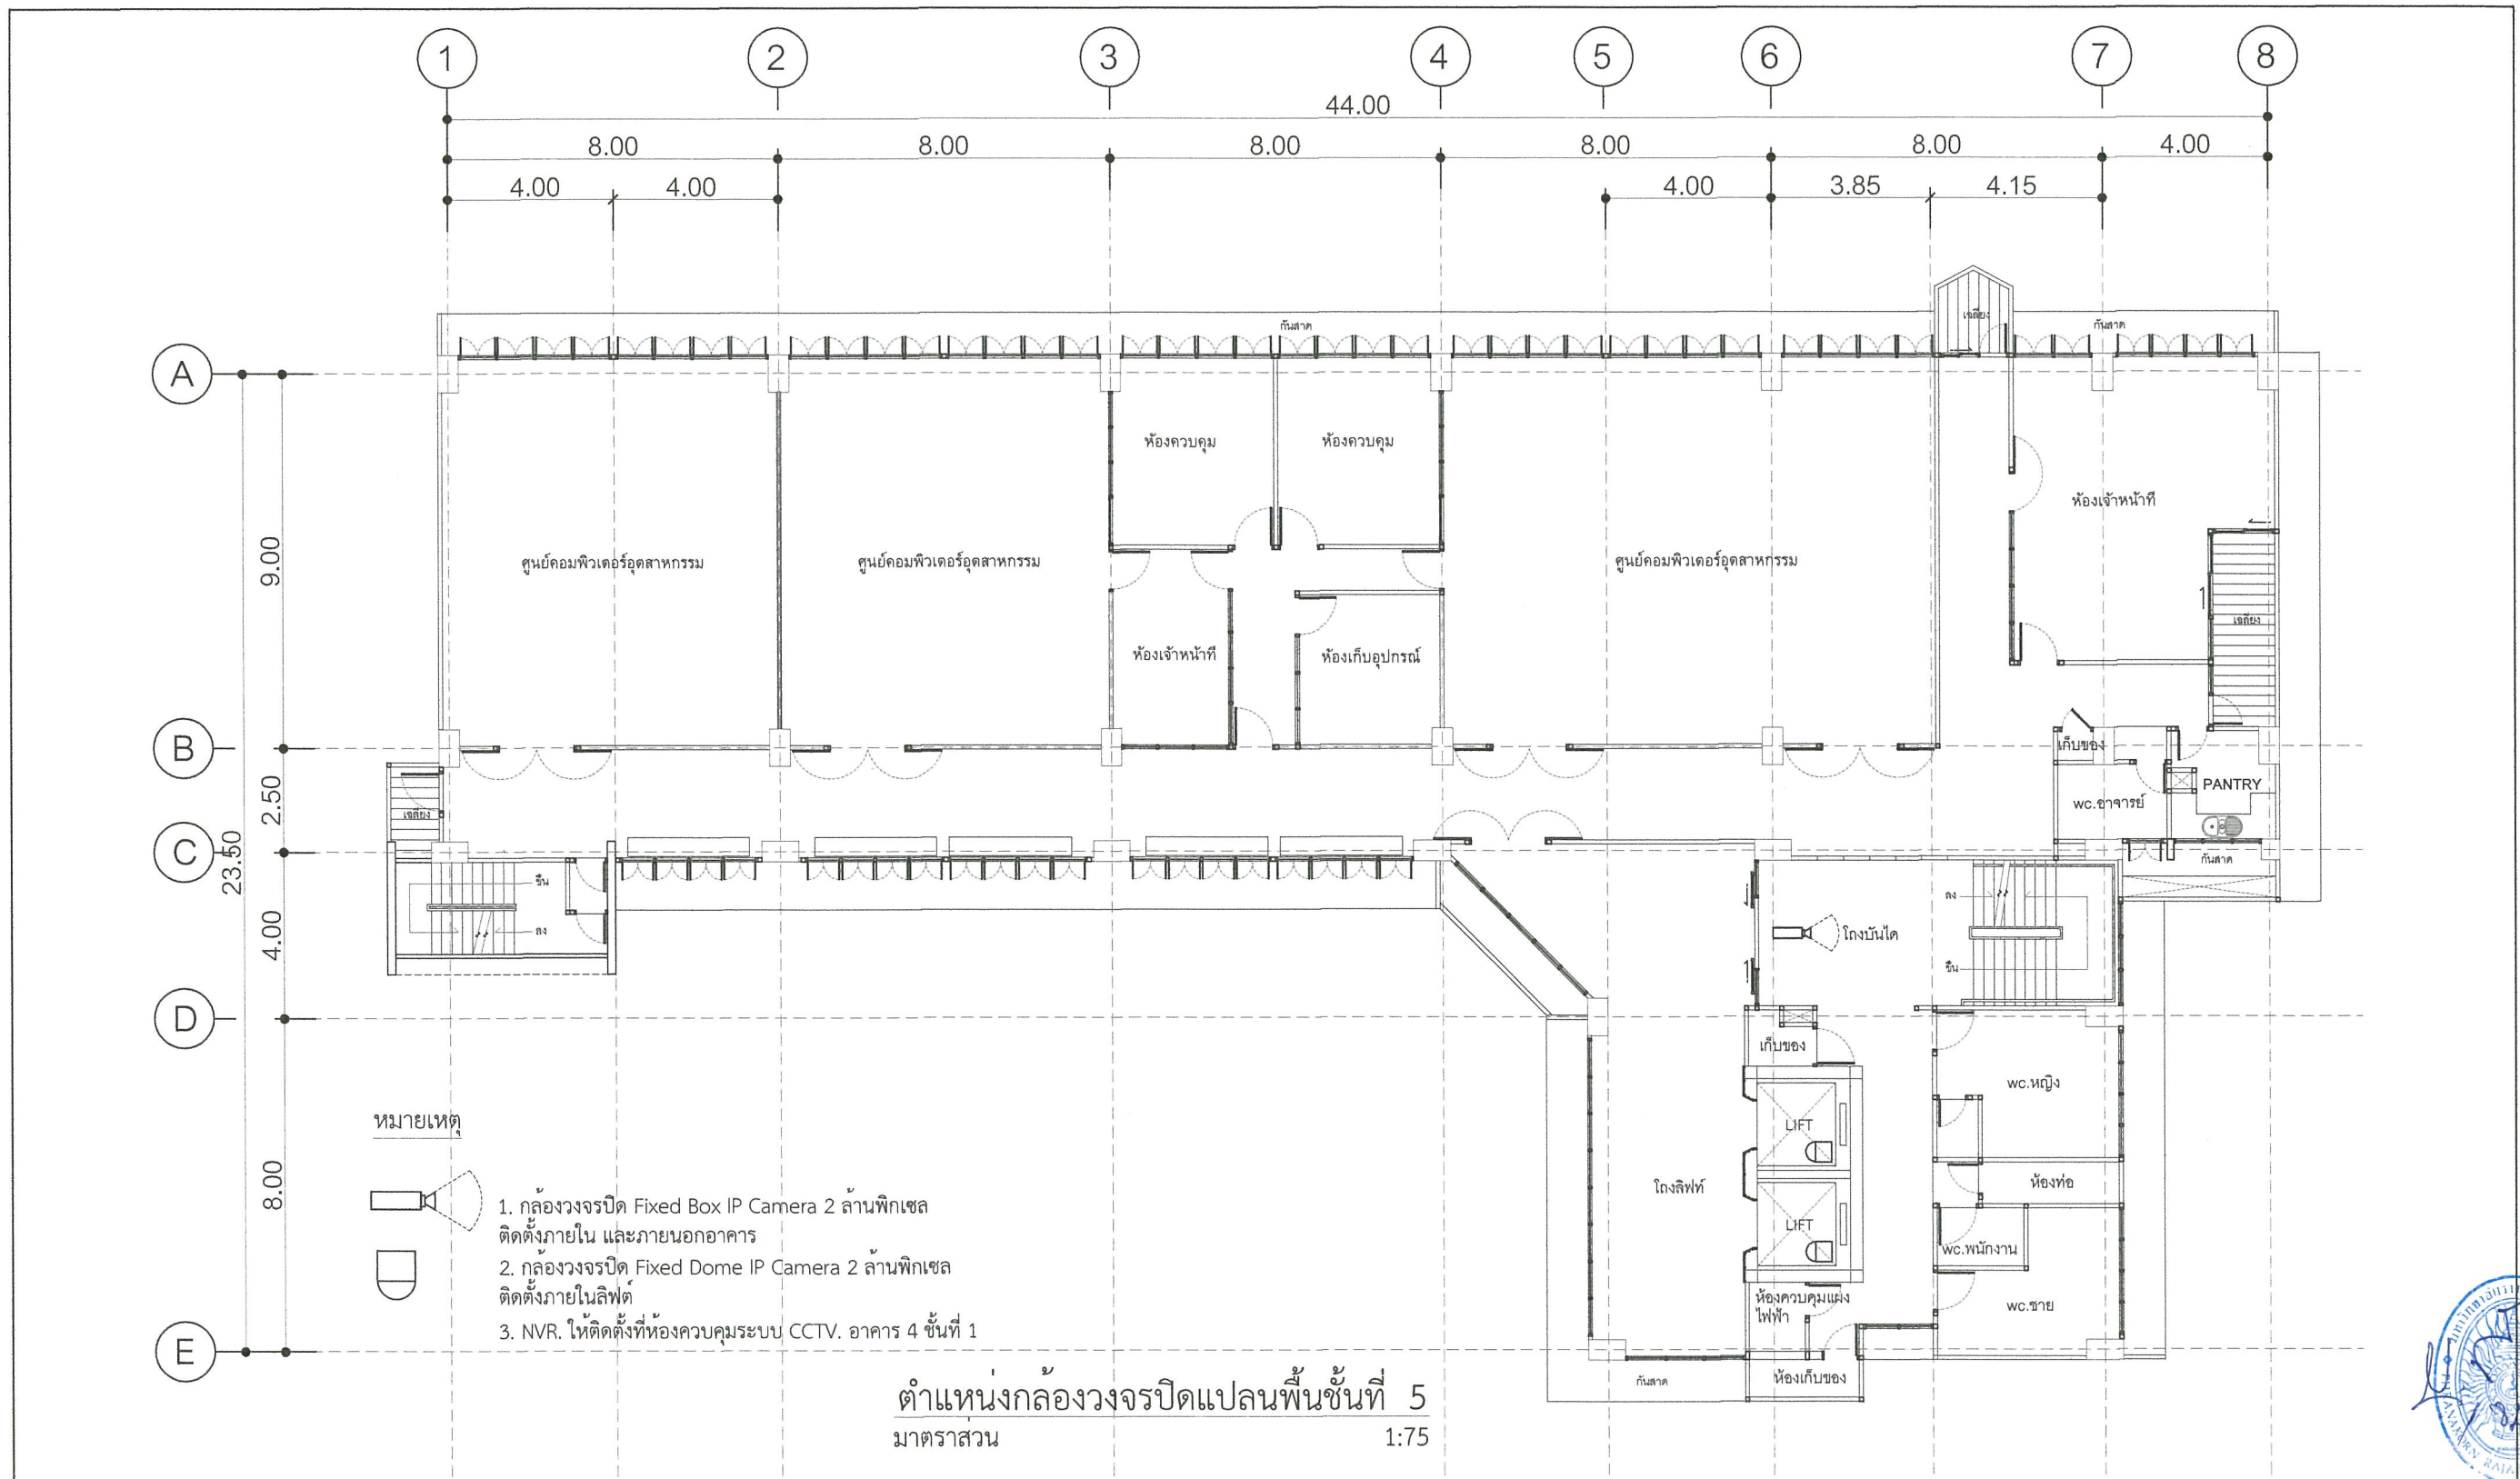 1 2 3 4 5 6 7 8
44.00
8.00 8.00 8.00 8.00 8.00 4.00
4.00 4.00 4.00 3.85 4.15
กันสาด
เฉลียง
กันสาด
A
B
C
D
E
9.00
2.50
23.50
4.00
8.00
ศูนย์คอมพิวเตอร์อุตสาหกรรม
ศูนย์คอมพิวเตอร์อุตสาหกรรม
ห้องควบคุม
ห้องควบคุม
ห้องเจ้าหน้าที่
ห้องเก็บอุปกรณ์
ศูนย์คอมพิวเตอร์อุตสาหกรรม
ห้องเจ้าหน้าที่
เฉลียง
เก็บของ
PANTRY
wc.อาจารย์
กันสาด
เฉลียง
ขึ้น
ลง
โถงบันได
ลง
ขึ้น
เก็บของ
LIFT
LIFT
โถงลิฟท์
wc.หญิง
ห้องท่อ
wc.พนักงาน
wc.ชาย
ห้องควบคุมแผง
ไฟฟ้า
ห้องเก็บของ
กันสาด
หมายเหตุ
1. กล้องวงจรปิด Fixed Box IP Camera 2 ล้านพิกเซล
ติดตั้งภายใน และภายนอกอาคาร
2. กล้องวงจรปิด Fixed Dome IP Camera 2 ล้านพิกเซล
ติดตั้งภายในลิฟต์
3. NVR. ให้ติดตั้งที่ห้องควบคุมระบบ CCTV. อาคาร 4 ชั้นที่ 1
ตำแหน่งกล้องวงจรปิดแปลนพื้นชั้นที่ 5
มาตราส่วน 1:75